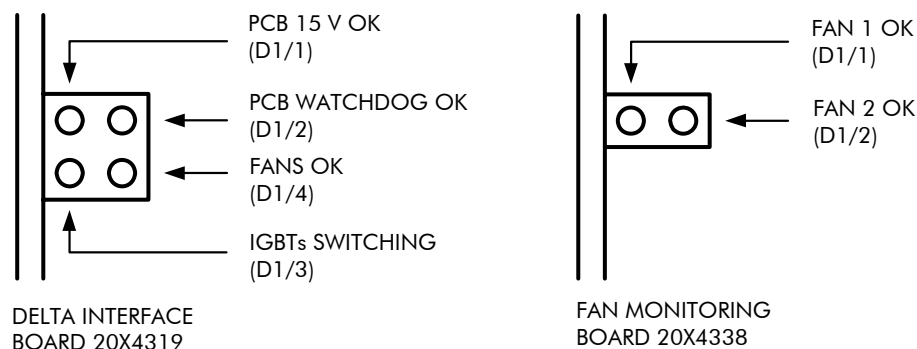 PCB 15 V OK
(D1/1)
PCB WATCHDOG OK
(D1/2)
FANS OK
(D1/4)
IGBTs SWITCHING
(D1/3)
DELTA INTERFACE
BOARD 20X4319
FAN 1 OK
(D1/1)
FAN 2 OK
(D1/2)
FAN MONITORING
BOARD 20X4338